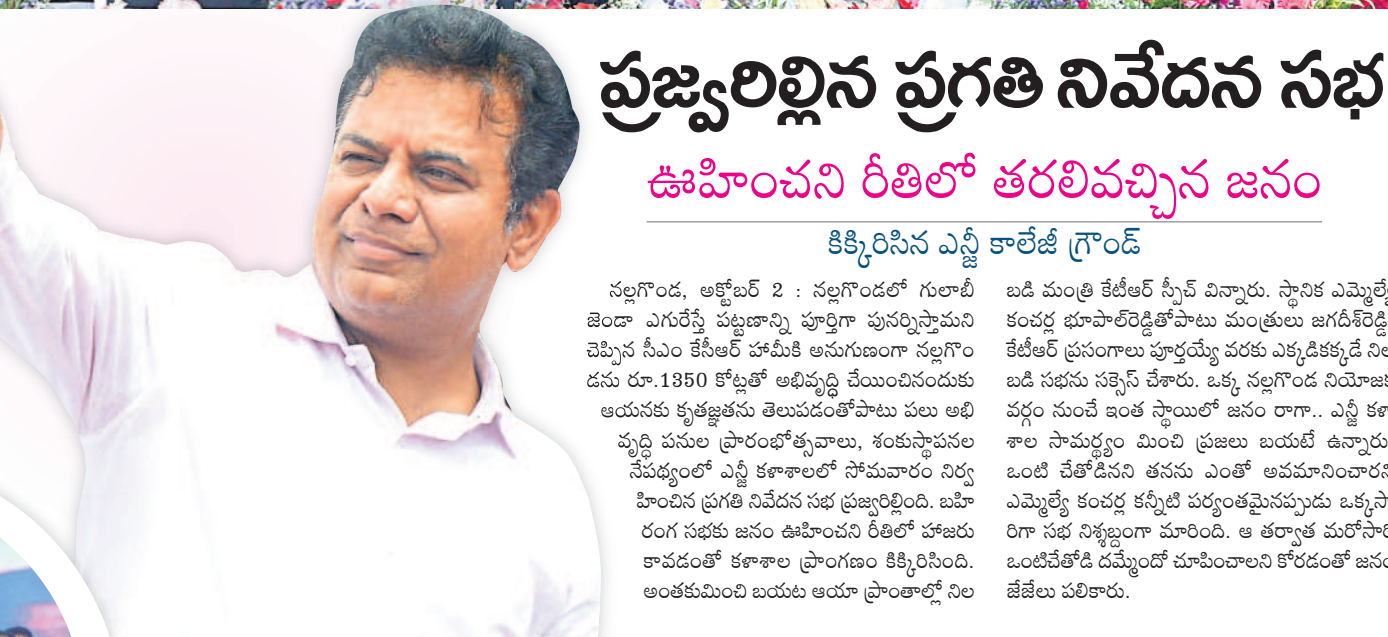 ప్రజ్వరిల్లిన ప్రగతి నివేదన సభ
ఊహించని రీతిలో తరలివచ్చిన జనం
కిక్కిరిసిన ఎన్జీ కాలేజీ గ్రౌండ్
నల్లగొండ, అక్టోబర్ 2 : నల్లగొండలో గులాబీ
జెండా ఎగురేస్తే పట్టణాన్ని పూర్తిగా పునర్నిస్తామని
చెప్పిన సీఎం కేసీఆర్ హామీకి అనుగుణంగా నల్లగొం
డను రూ.1350 కోట్లతో అభివృద్ధి చేయించినందుకు
ఆయనకు కృతజ్ఞతను తెలుపడంతోపాటు పలు అభి
వృద్ధి పనుల ప్రారంభోత్సవాలు, శంకుస్థాపనల
నేపథ్యంలో ఎన్జీ కళాశాలలో సోమవారం నిర్వ
హించిన ప్రగతి నివేదన సభ ప్రజ్వరిల్లింది. బహి
రంగ సభకు జనం ఊహించని రీతిలో హాజరు
కావడంతో కళాశాల ప్రాంగణం కిక్కిరిసింది.
అంతకుమించి బయట ఆయా ప్రాంతాల్లో నిల
బడి మంత్రి కేటీఆర్ స్పీచ్ విన్నారు. స్థానిక ఎమ్మెల్యే
కంచర్ల భూపాల్‌రెడ్డితోపాటు మంత్రులు జగదీశ్‌రెడ్డి
కేటీఆర్ ప్రసంగాలు పూర్తయ్యే వరకు ఎక్కడికక్కడే నిల
బడి సభను సక్సెస్ చేశారు. ఒక్క నల్లగొండ నియోజక
వర్గం నుంచే ఇంత స్థాయిలో జనం రాగా.. ఎన్జీ కళా
శాల సామర్థ్యం మించి ప్రజలు బయటే ఉన్నారు
ఒంటి చేతోడినని తనను ఎంతో అవమానించారని
ఎమ్మెల్యే కంచర్ల కన్నీటి పర్యంతమైనప్పుడు ఒక్కసా
రిగా సభ నిశ్శబ్దంగా మారింది. ఆ తర్వాత మరోసారి
ఒంటిచేతోడి దమ్మేందో చూపించాలని కోరడంతో జనం
జేజేలు పలికారు.